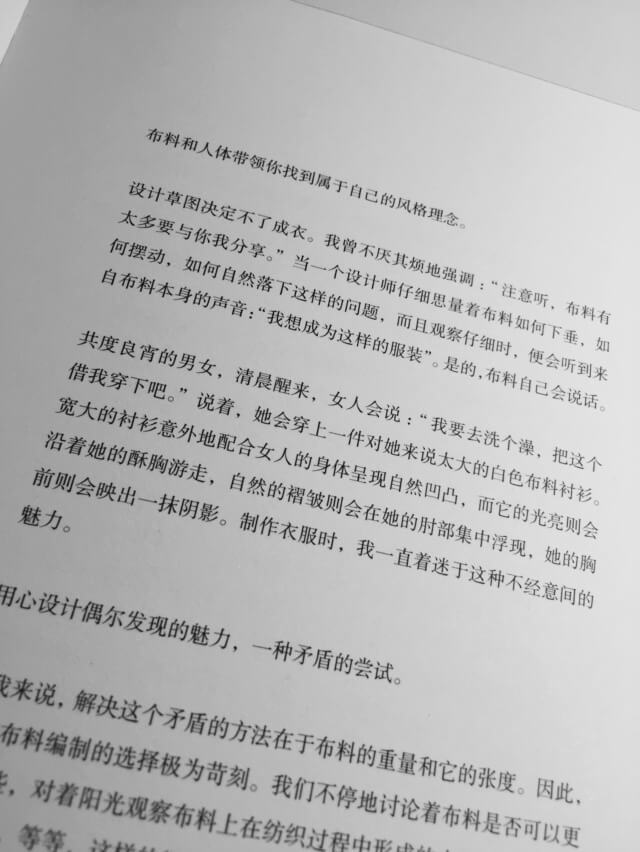 布料和人体带领你找到属于自己的风格理念。
设计草图决定不了成衣。我曾不厌其烦地强调：“注意听，布料有
太多要与你我分享。”当一个设计师仔细思量着布料如何下垂，如
何摆动，如何自然落下这样的问题，而且观察仔细时，便会听到来
自布料本身的声音：“我想成为这样的服装”。是的，布料自己会说话。
共度良宵的男女，清晨醒来，女人会说：“我要去洗个澡，把这个
借我穿下吧。”说着，她会穿上一件对她来说太大的白色布料衬衫。
宽大的衬衫意外地配合女人的身体呈现自然凹凸，而它的光亮则会
沿着她的酥胸游走，自然的褶皱则会在她的肘部集中浮现，她的胸
前则会映出一抹阴影。制作衣服时，我一直着迷于这种不经意间的
魅力。
用心设计偶尔发现的魅力，一种矛盾的尝试。
我来说，解决这个矛盾的方法在于布料的重量和它的张度。因此，
布料编制的选择极为苛刻。我们不停地讨论着布料是否可以更
，对着阳光观察布料上在纺织过程中形成的
等等。这样的